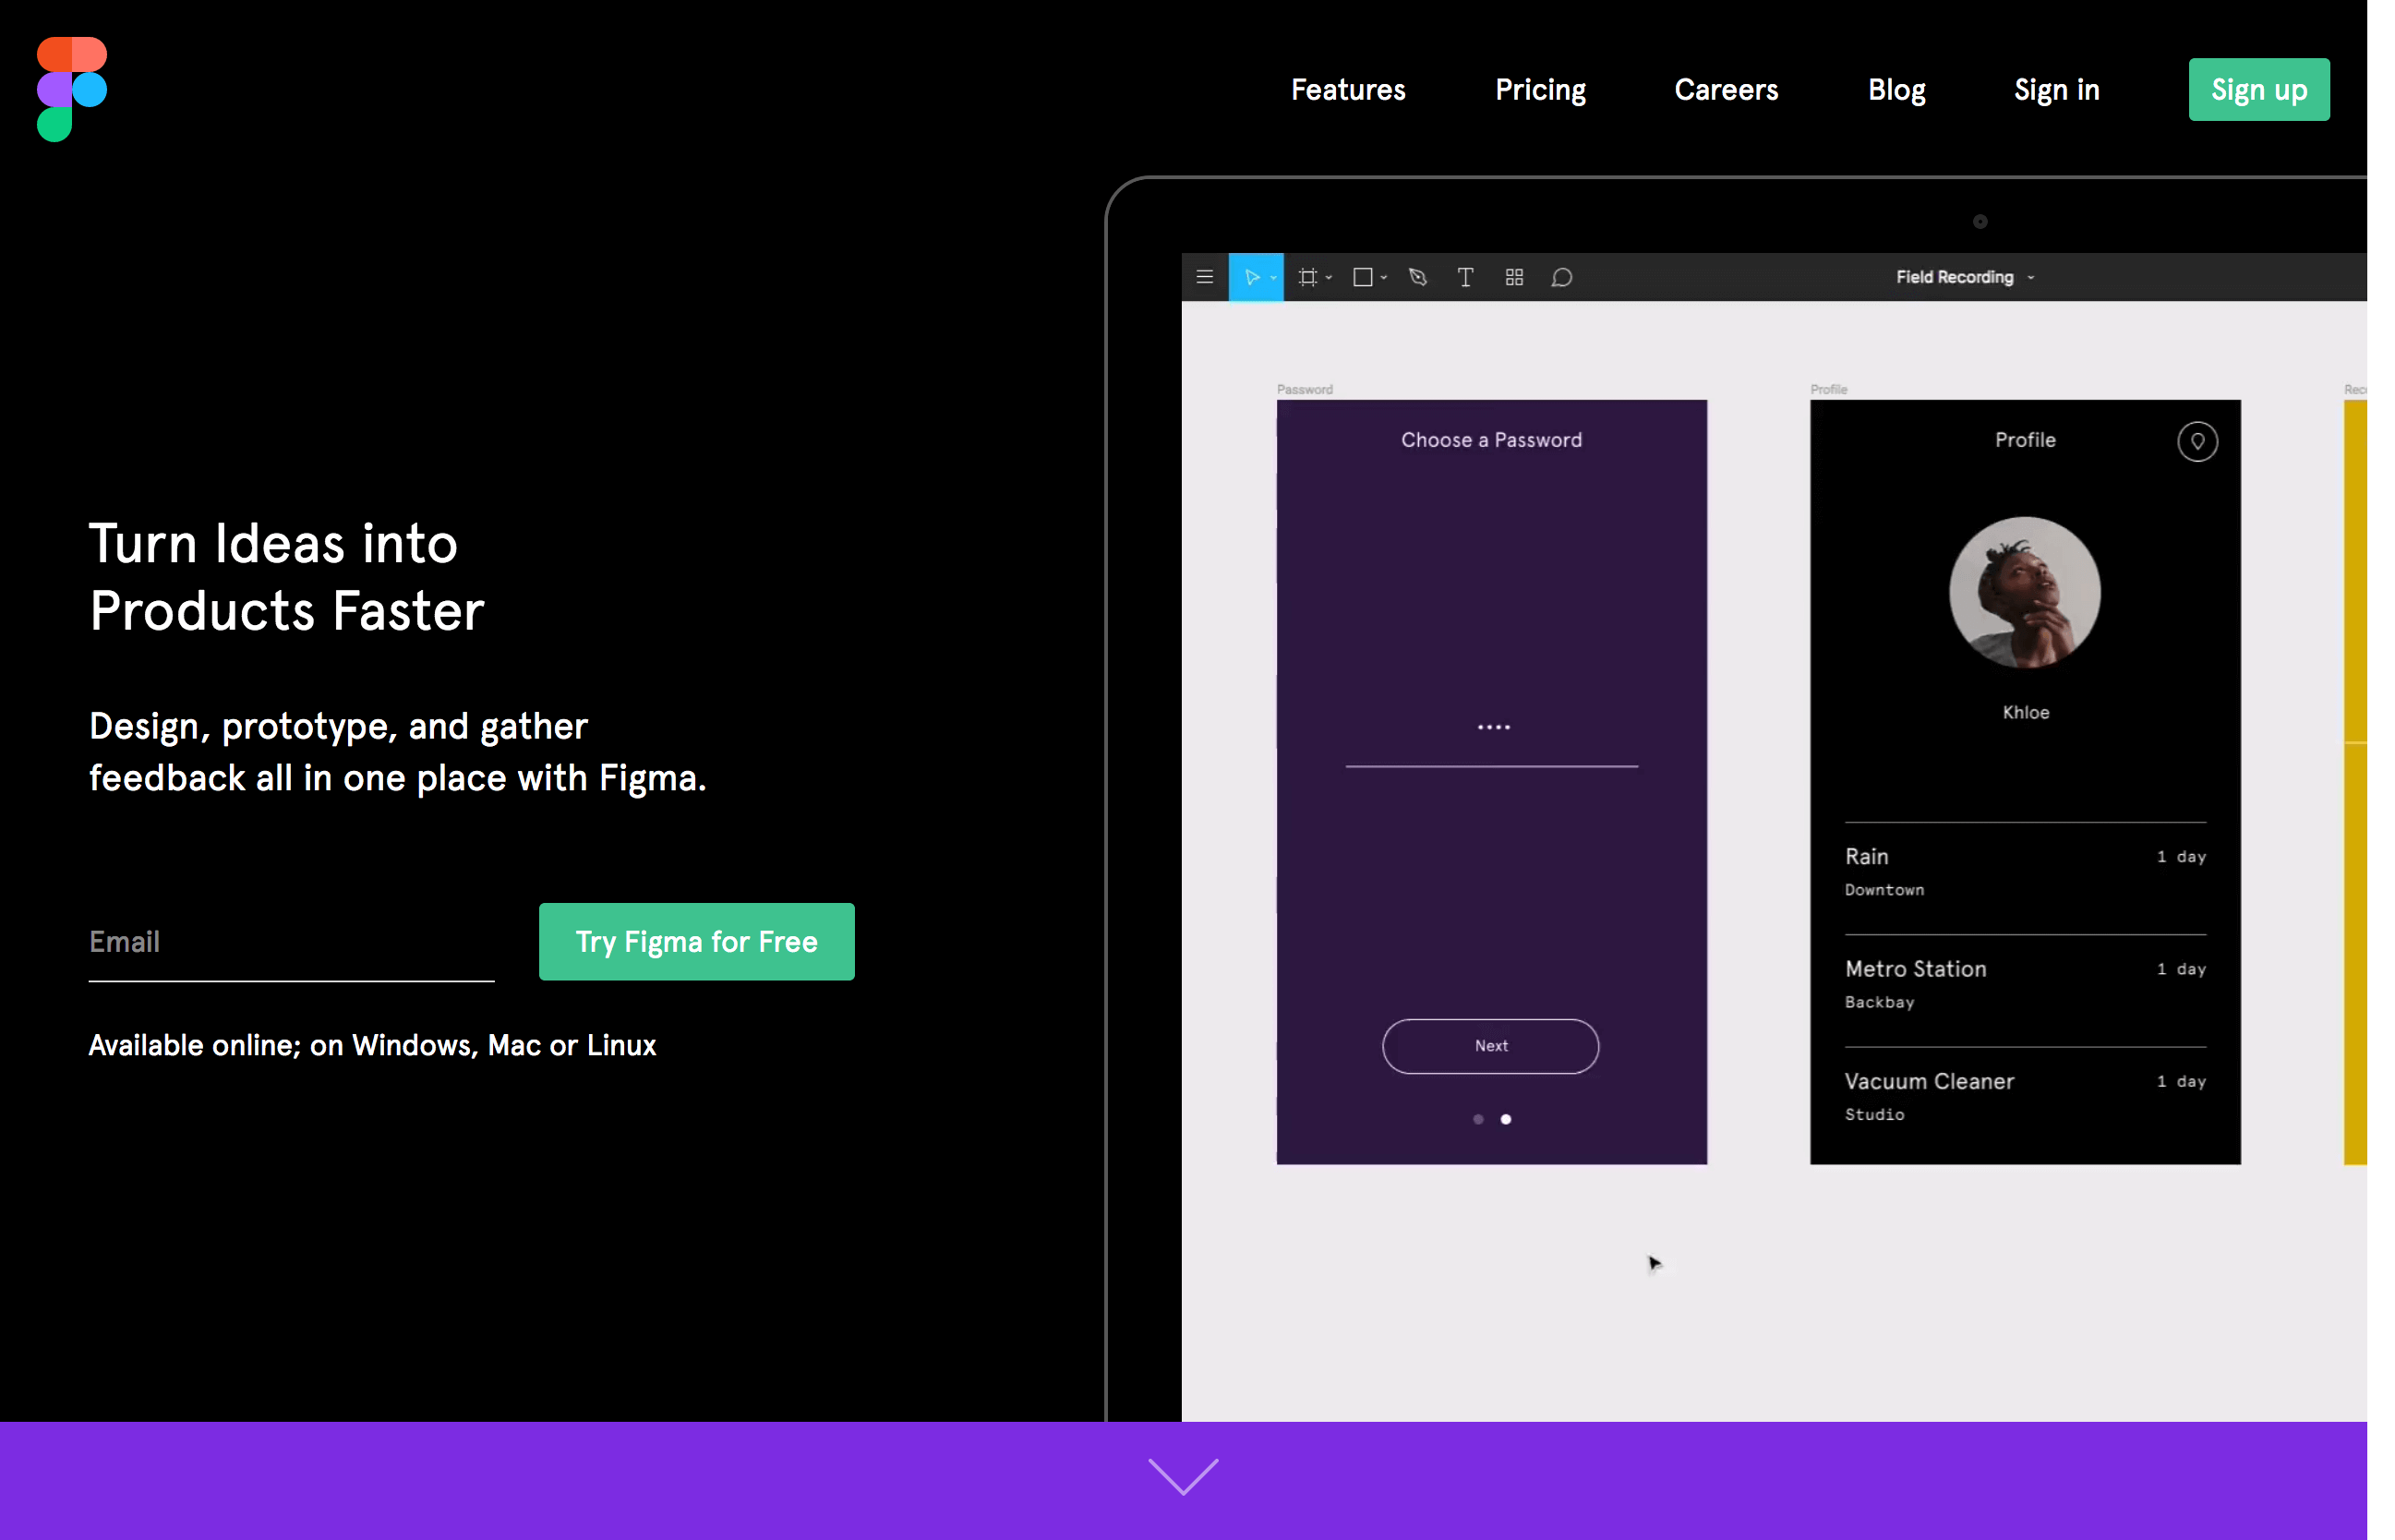 Features
Pricing
Careers
Blog
Sign in
Sign up
Turn Ideas into
Products Faster
Design, prototype, and gather
feedback all in one place with Figma.
Email
Try Figma for Free
Available online; on Windows, Mac or Linux
Field Recording
Password
Choose a Password
Next
Profile
Profile
Khloe
Rain
1 day
Downtown
Metro Station
1 day
Backbay
Vacuum Cleaner
1 day
Studio